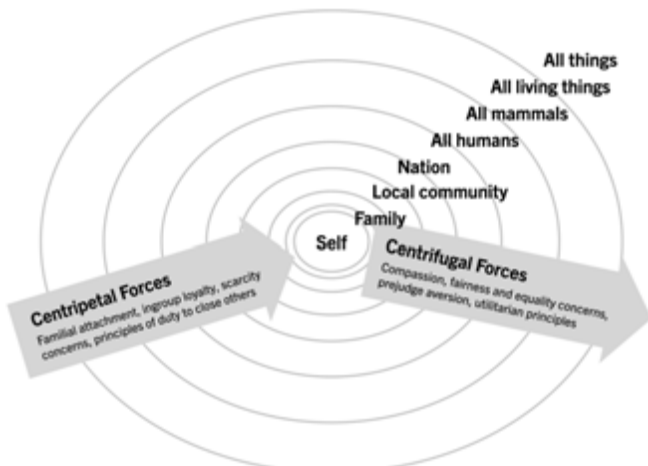 All things
All living things
All mammals
All humans
Nation
Local community
Family
Self
Centripetal Forces
Familial attachment, ingroup loyalty, scarcity
concerns, principles of duty to close others
Centrifugal Forces
Compassion, fairness and equality concerns,
prejudge aversion, utilitarian principles